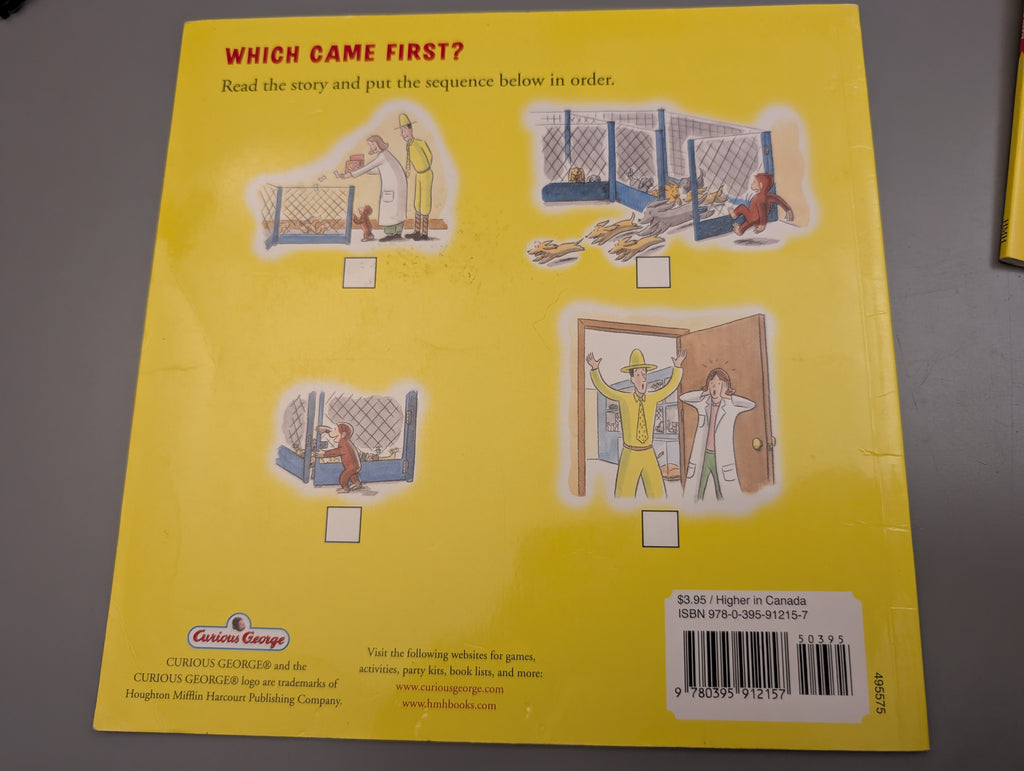 WHICH CAME FIRST?
Read the story and put the sequence below in order.
Curious George
CURIOUS GEORGE® and the
CURIOUS GEORGE® logo are trademarks of
Houghton Mifflin Harcourt Publishing Company.
Visit the following websites for games,
activities, party kits, book lists, and more:
www.curiousgeorge.com
www.hmhbooks.com
$3.95 / Higher in Canada
ISBN 978-0-395-91215-7
50395
9 780395 912157
495575